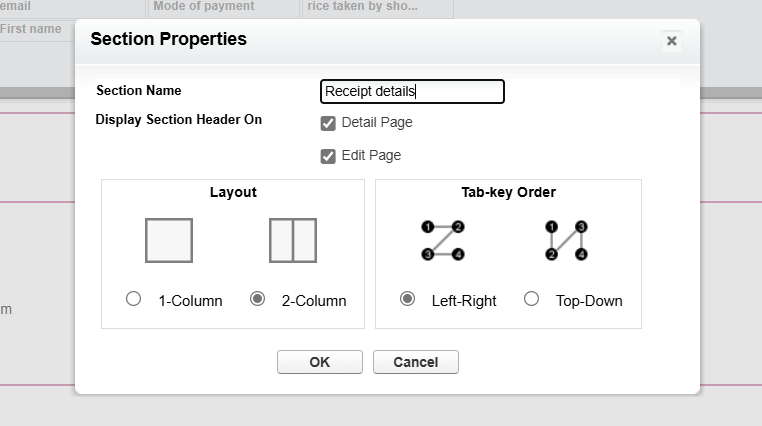 email Mode of payment rice taken by sho...
First name
Section Properties
Section Name Receipt details
Display Section Header On Detail Page
Edit Page
Layout Tab-key Order
1 2 1 3
3 4 2 4
1-Column 2-Column Left-Right Top-Down
m
OK Cancel